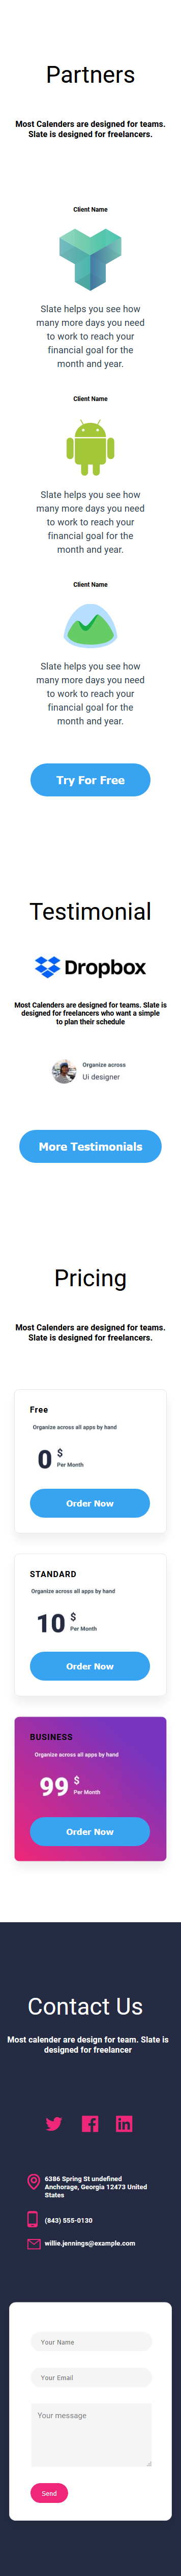 Partners
Most Calenders are designed for teams.
Slate is designed for freelancers.
Client Name
Slate helps you see how
many more days you need
to work to reach your
financial goal for the
month and year.
Client Name
Slate helps you see how
many more days you need
to work to reach your
financial goal for the
month and year.
Client Name
Slate helps you see how
many more days you need
to work to reach your
financial goal for the
month and year.
Try For Free
Testimonial
Dropbox
Most Calenders are designed for teams. Slate is
designed for freelancers who want a simple
to plan their schedule
Organize across
Ui designer
More Testimonials
Pricing
Most Calenders are designed for teams.
Slate is designed for freelancers.
Free
Organize across all apps by hand
0 $
Per Month
Order Now
STANDARD
Organize across all apps by hand
10 $
Per Month
Order Now
BUSINESS
Organize across all apps by hand
99 $
Per Month
Order Now
Contact Us
Most calender are design for team. Slate is
designed for freelancer
6386 Spring St undefined
Anchorage, Georgia 12473 United
States
(843) 555-0130
willie.jennings@example.com
Your Name
Your Email
Your message
Send